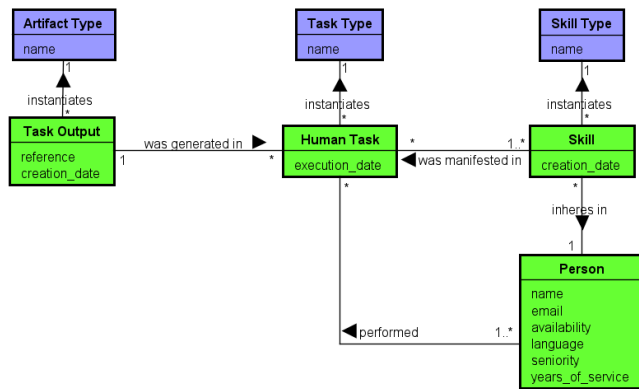 Artifact Type
name
Task Type
name
Skill Type
name
1
1
1
instantiates
instantiates
instantiates
*
*
*
Task Output
reference
creation_date
was generated in
1
*
Human Task
execution_date
*
1..*
was manifested in
Skill
creation_date
*
*
inheres in
1
Person
name
email
availability
language
seniority
years_of_service
performed
1..*